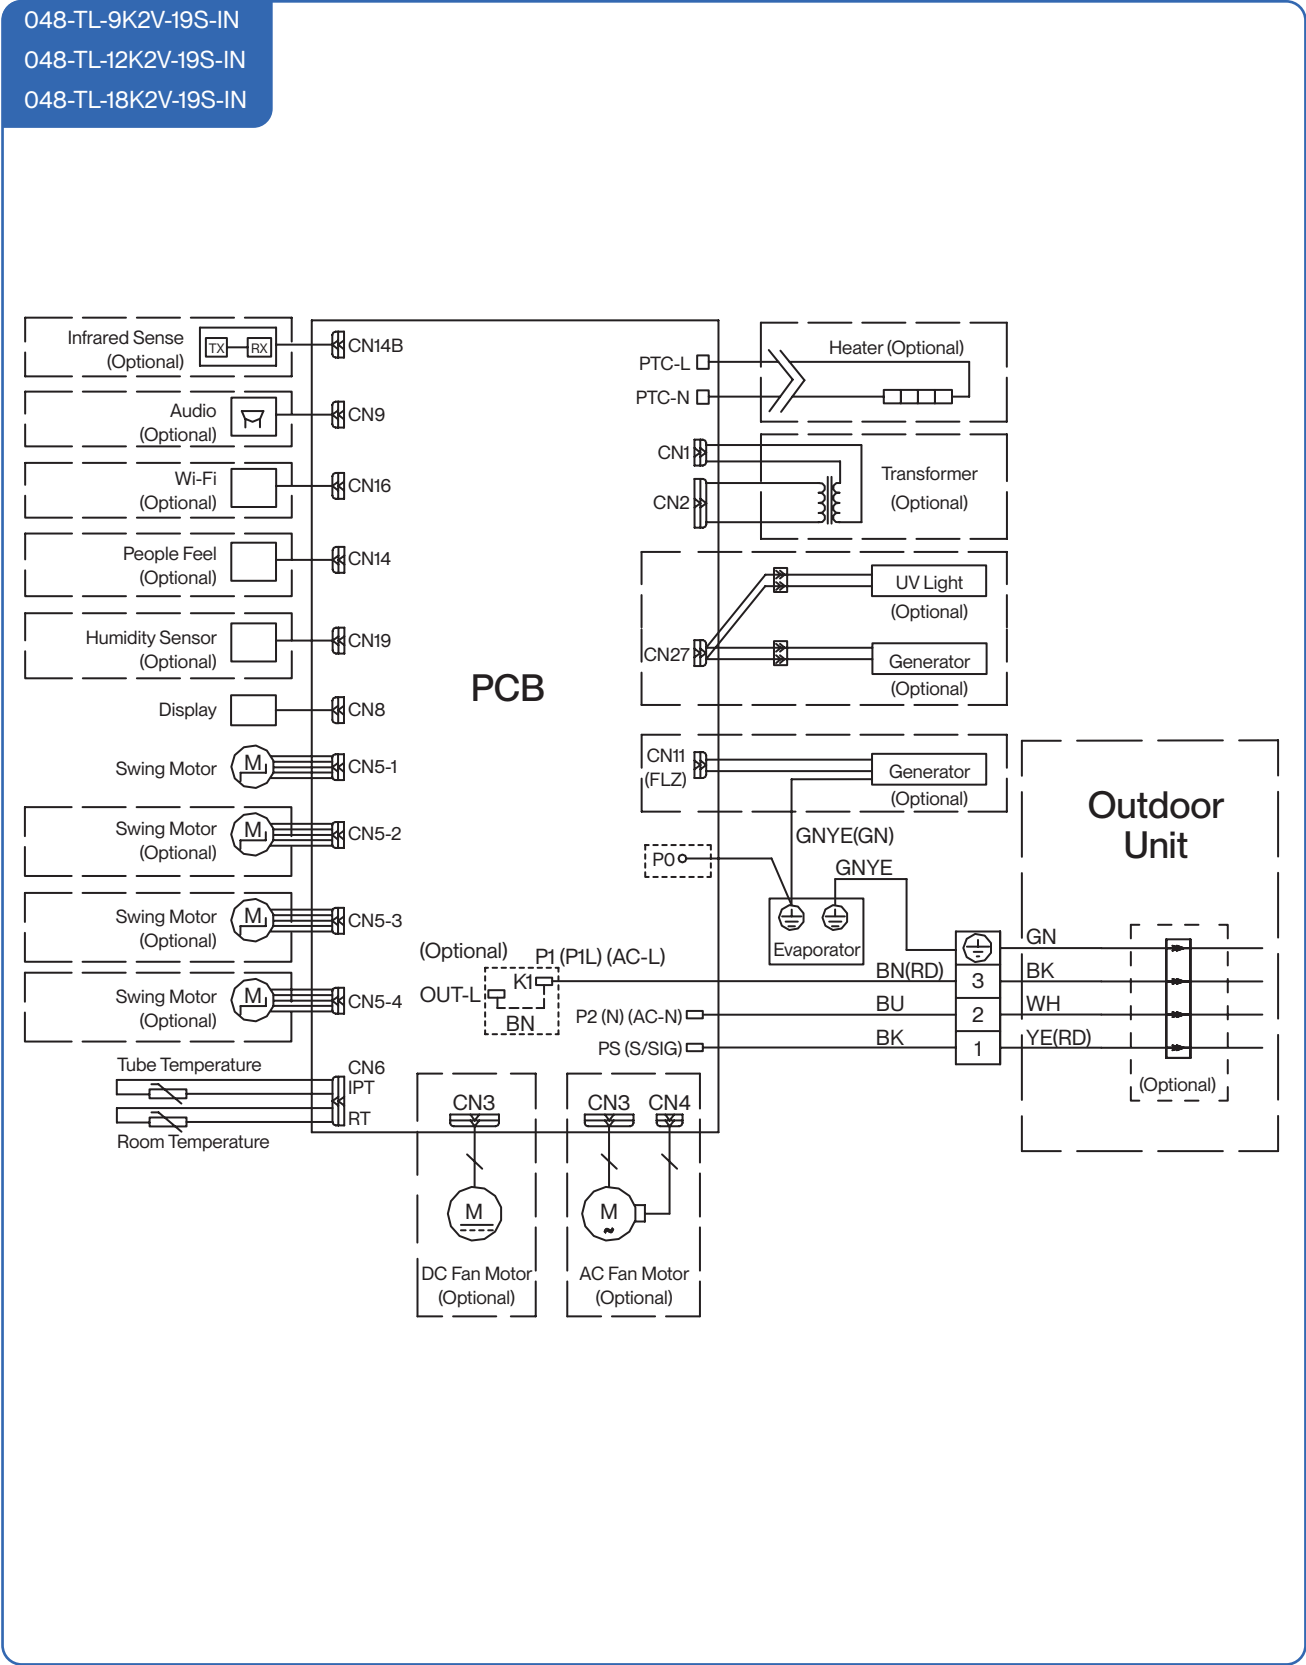 048-TL-9K2V-19S-IN
048-TL-12K2V-19S-IN
048-TL-18K2V-19S-IN
Infrared Sense
(Optional)
TX
RX
CN14B
Audio
(Optional)
CN9
Wi-Fi
(Optional)
CN16
People Feel
(Optional)
CN14
Humidity Sensor
(Optional)
CN19
Display
CN8
Swing Motor
M
CN5-1
Swing Motor
(Optional)
M
CN5-2
Swing Motor
(Optional)
M
CN5-3
Swing Motor
(Optional)
M
CN5-4
Tube Temperature
CN6
IPT
RT
Room Temperature
PCB
PTC-L
PTC-N
Heater (Optional)
CN1
CN2
Transformer
(Optional)
CN27
UV Light
(Optional)
Generator
(Optional)
CN11
(FLZ)
Generator
(Optional)
GNYE(GN)
P0
GNYE
Evaporator
(Optional)
P1 (P1L) (AC-L)
OUT-L
K1
BN
P2 (N) (AC-N)
PS (S/SIG)
BN(RD)
BU
BK
3
2
1
GN
BK
WH
YE(RD)
Outdoor
Unit
(Optional)
CN3
M
DC Fan Motor
(Optional)
CN3
CN4
M
~
AC Fan Motor
(Optional)